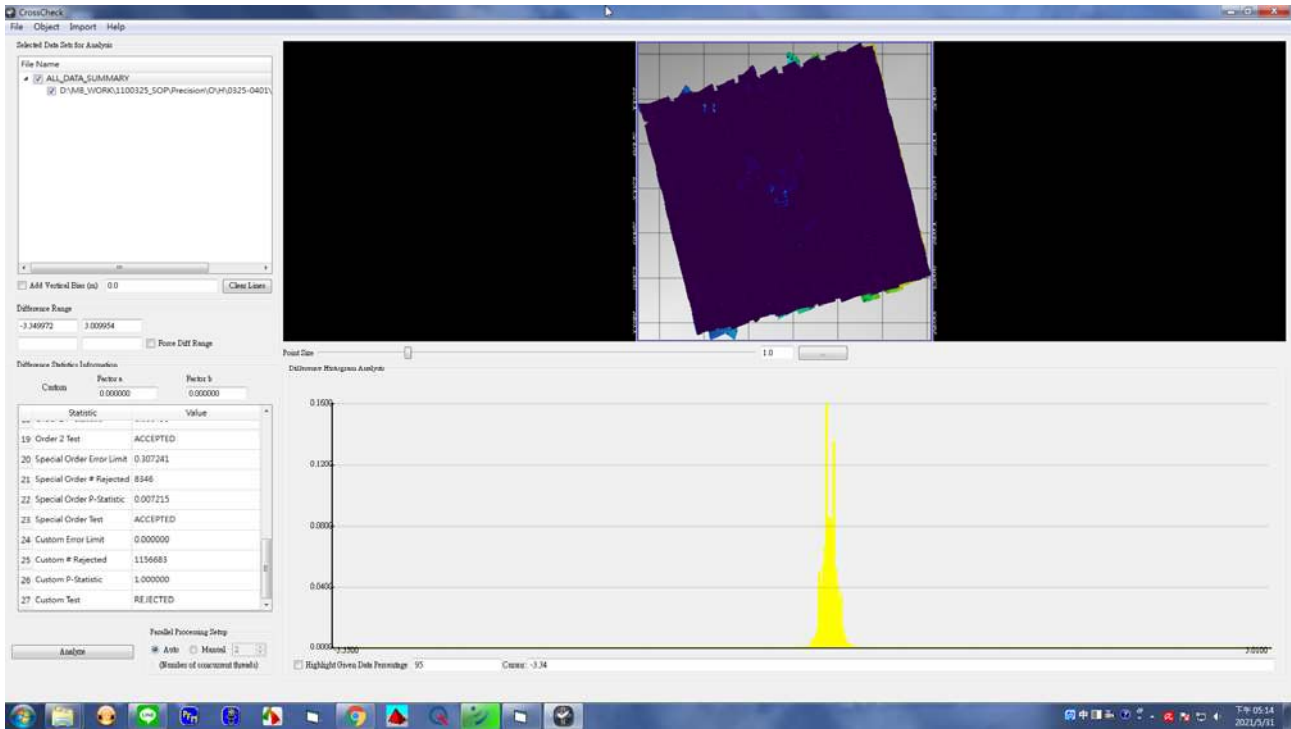 CrossCheck
File Object Import Help
Selected Data Sets for Analysis
File Name
ALL_DATA_SUMMARY
D:\MB_WORK\1100325_SOP\Precision\O\H\0325-0401\
Add Vertical Bias (m) 0.0 Clear Lines
Difference Range
-3.349972 3.009954
Force Diff Range
Point Size 1.0 ...
Difference Statistics Information
Difference Histogram Analysis
Custom Factor a Factor b
0.000000 0.000000
Statistic Value
19 Order 2 Test ACCEPTED
20 Special Order Error Limit 0.307241
21 Special Order # Rejected 8346
22 Special Order P-Statistic 0.007215
23 Special Order Test ACCEPTED
24 Custom Error Limit 0.000000
25 Custom # Rejected 1156683
26 Custom P-Statistic 1.000000
27 Custom Test REJECTED
0.1600
0.1200
0.0800
0.0400
0.0000
-3.3500 3.0100
Parallel Processing Setup
Analyze Auto Manual 2
(Number of concurrent threads)
Highlight Given Data Percentage 95 Cursor: -3.34
下午 05:14
2021/5/31